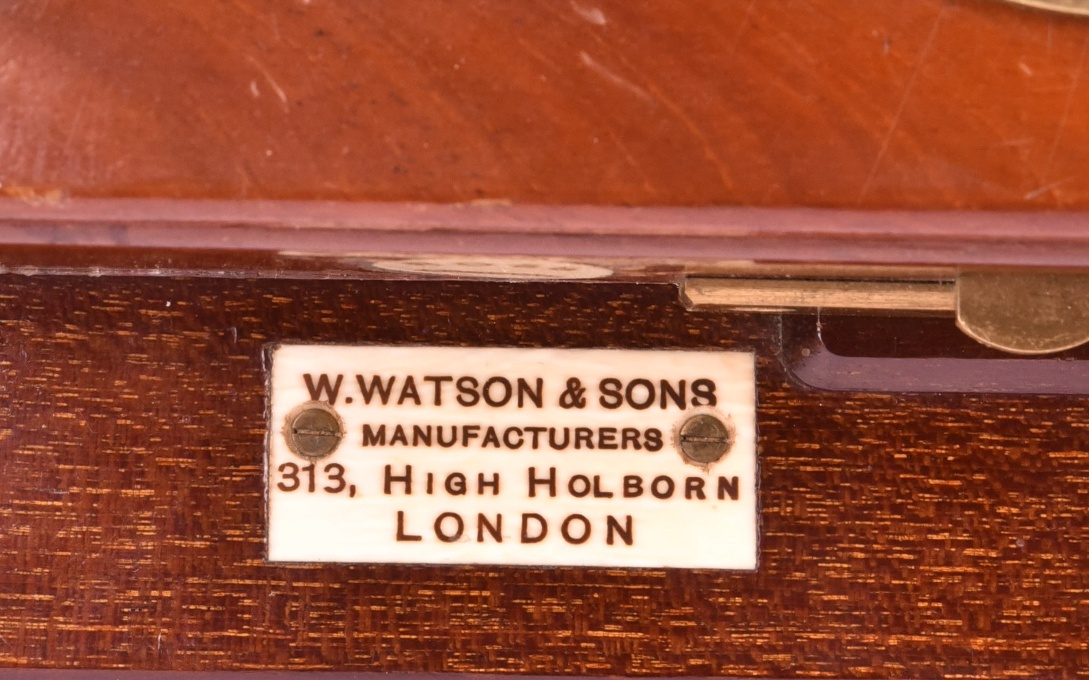 W. WATSON & SONS
MANUFACTURERS
313, HIGH HOLBORN
LONDON